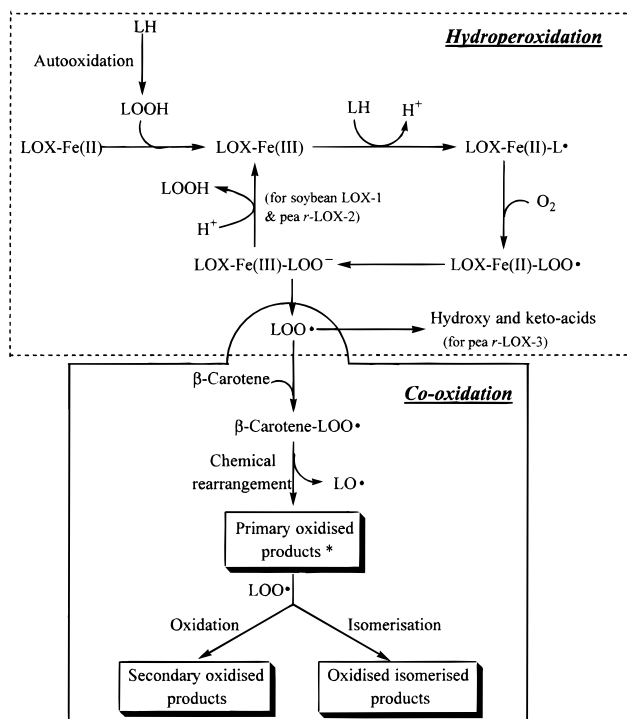 LH
Hydroperoxidation
Autooxidation
LOOH
LH
H⁺
LOX-Fe(II)
LOX-Fe(III)
LOX-Fe(II)-L•
LOOH
(for soybean LOX-1
& pea r-LOX-2)
H⁺
O₂
LOX-Fe(III)-LOO⁻
LOX-Fe(II)-LOO•
LOO•
Hydroxy and keto-acids
(for pea r-LOX-3)
β-Carotene
Co-oxidation
β-Carotene-LOO•
Chemical
rearrangement
LO•
Primary oxidised
products *
LOO•
Oxidation
Isomerisation
Secondary oxidised
products
Oxidised isomerised
products